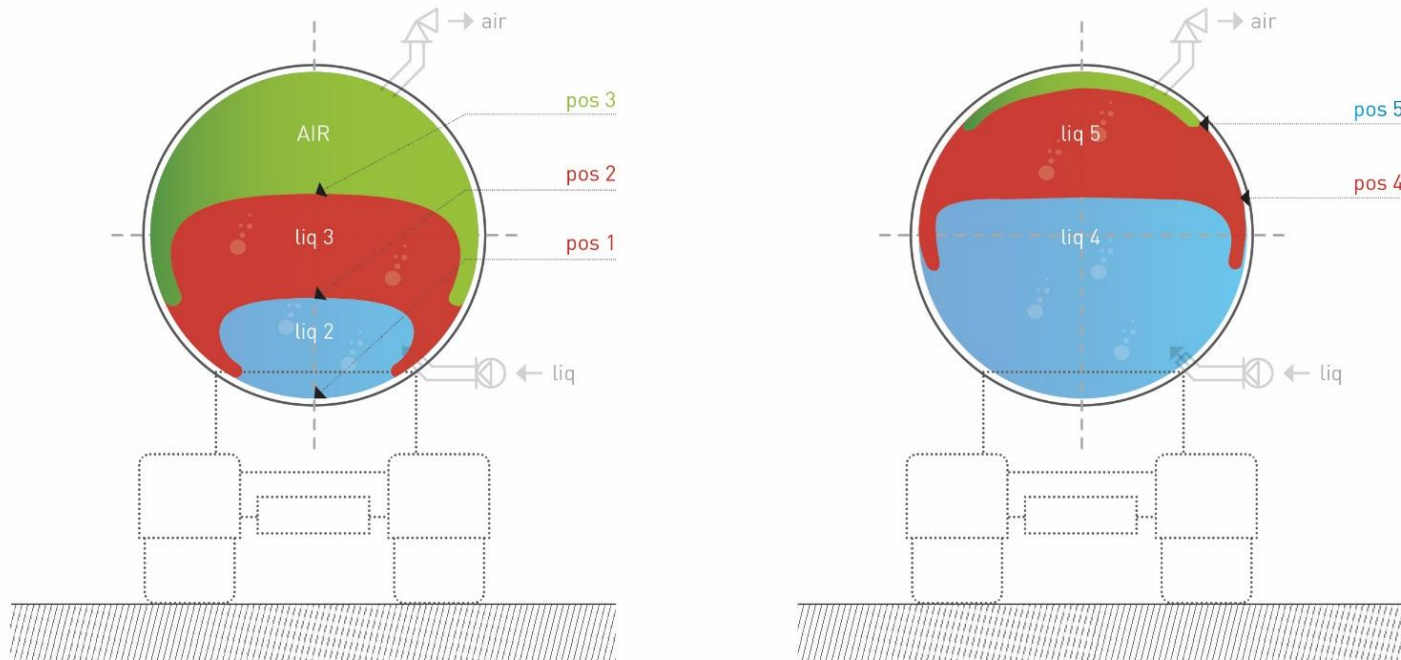 air
pos 3
AIR
pos 2
liq 3
pos 1
liq 2
liq
air
pos 5
liq 5
pos 4
liq 4
liq